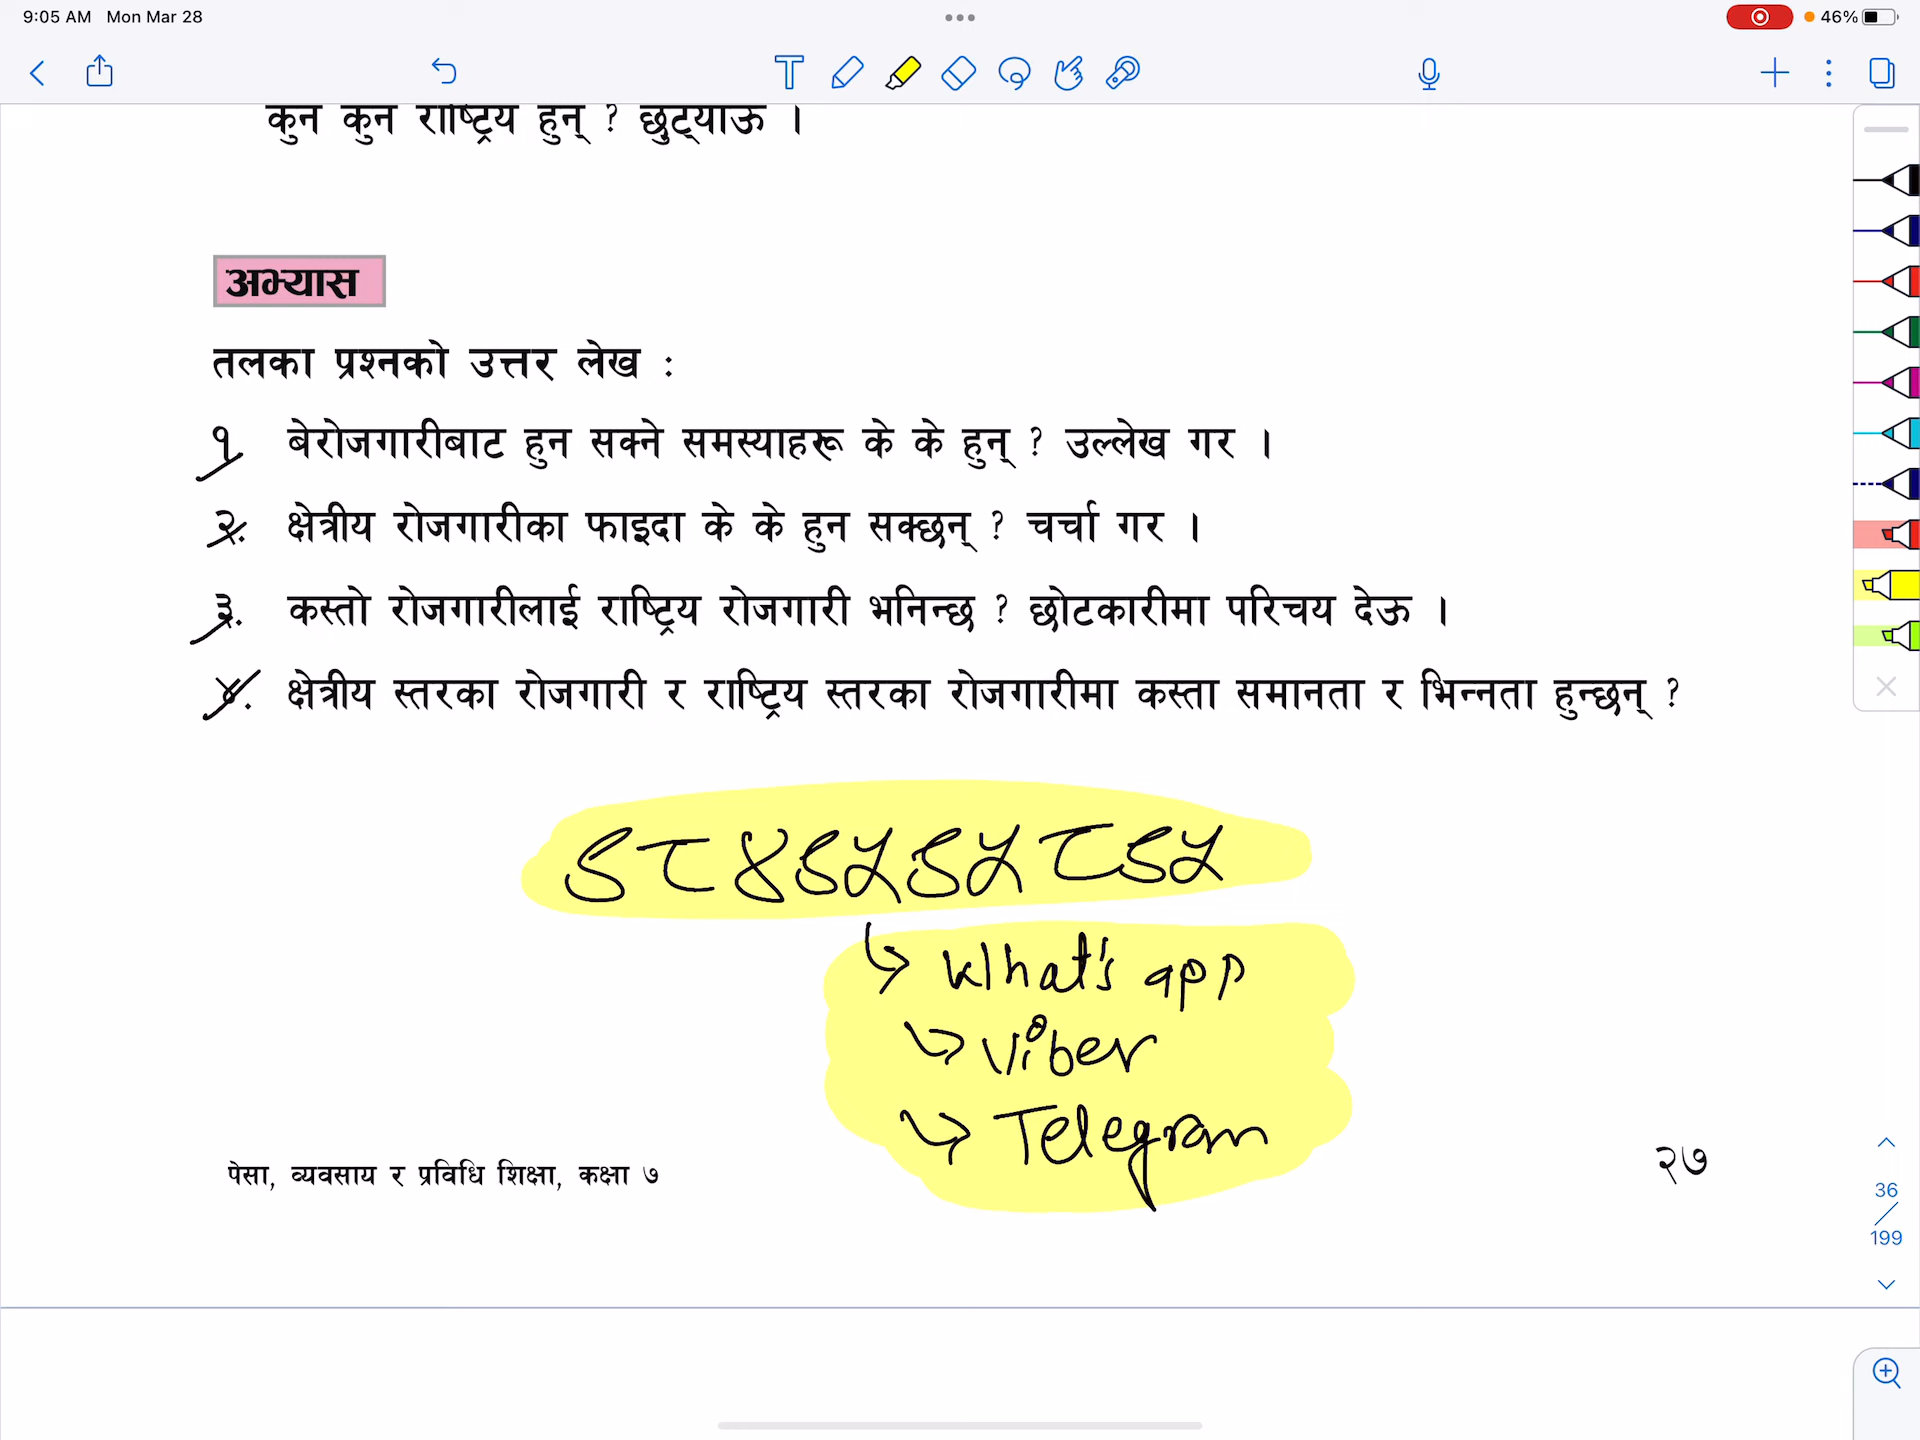 9:05 AM Mon Mar 28
46%
कुन कुन राष्ट्रिय हुन् ? छुट्याऊ ।
अभ्यास
तलका प्रश्नको उत्तर लेख :
१ बेरोजगारीबाट हुन सक्ने समस्याहरू के के हुन् ? उल्लेख गर ।
२. क्षेत्रीय रोजगारीका फाइदा के के हुन सक्छन् ? चर्चा गर ।
३. कस्तो रोजगारीलाई राष्ट्रिय रोजगारी भनिन्छ ? छोटकारीमा परिचय देऊ ।
४. क्षेत्रीय स्तरका रोजगारी र राष्ट्रिय स्तरका रोजगारीमा कस्ता समानता र भिन्नता हुन्छन् ?
९८४९५९५८९५
What's app
Viber
Telegram
पेसा, व्यवसाय र प्रविधि शिक्षा, कक्षा ७
२७
36
199